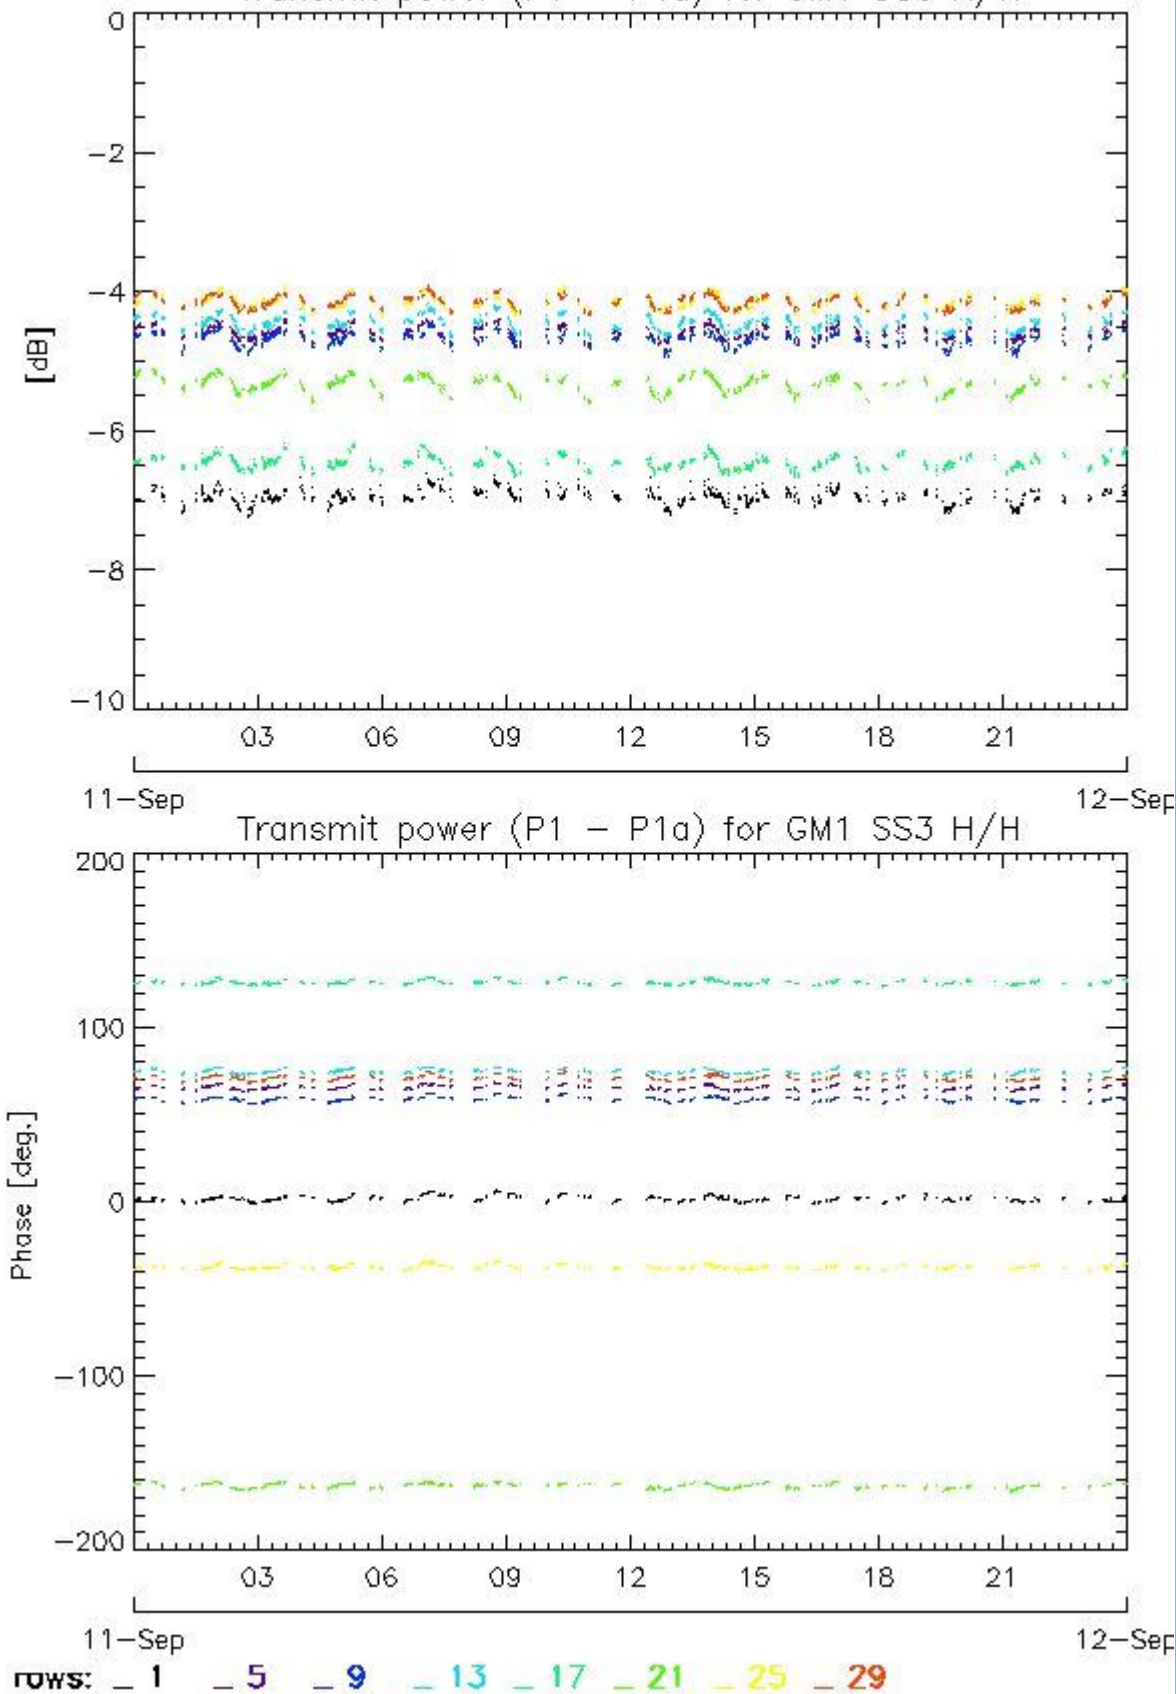 0
−2
−4
−6
−8
−10
[dB]
03 06 09 12 15 18 21
11−Sep 12−Sep
Transmit power (P1 − P1a) for GM1 SS3 H/H
200
100
0
−100
−200
Phase [deg.]
03 06 09 12 15 18 21
11−Sep 12−Sep
rows: _ 1 _ 5 _ 9 _ 13 _ 17 _ 21 _ 25 _ 29